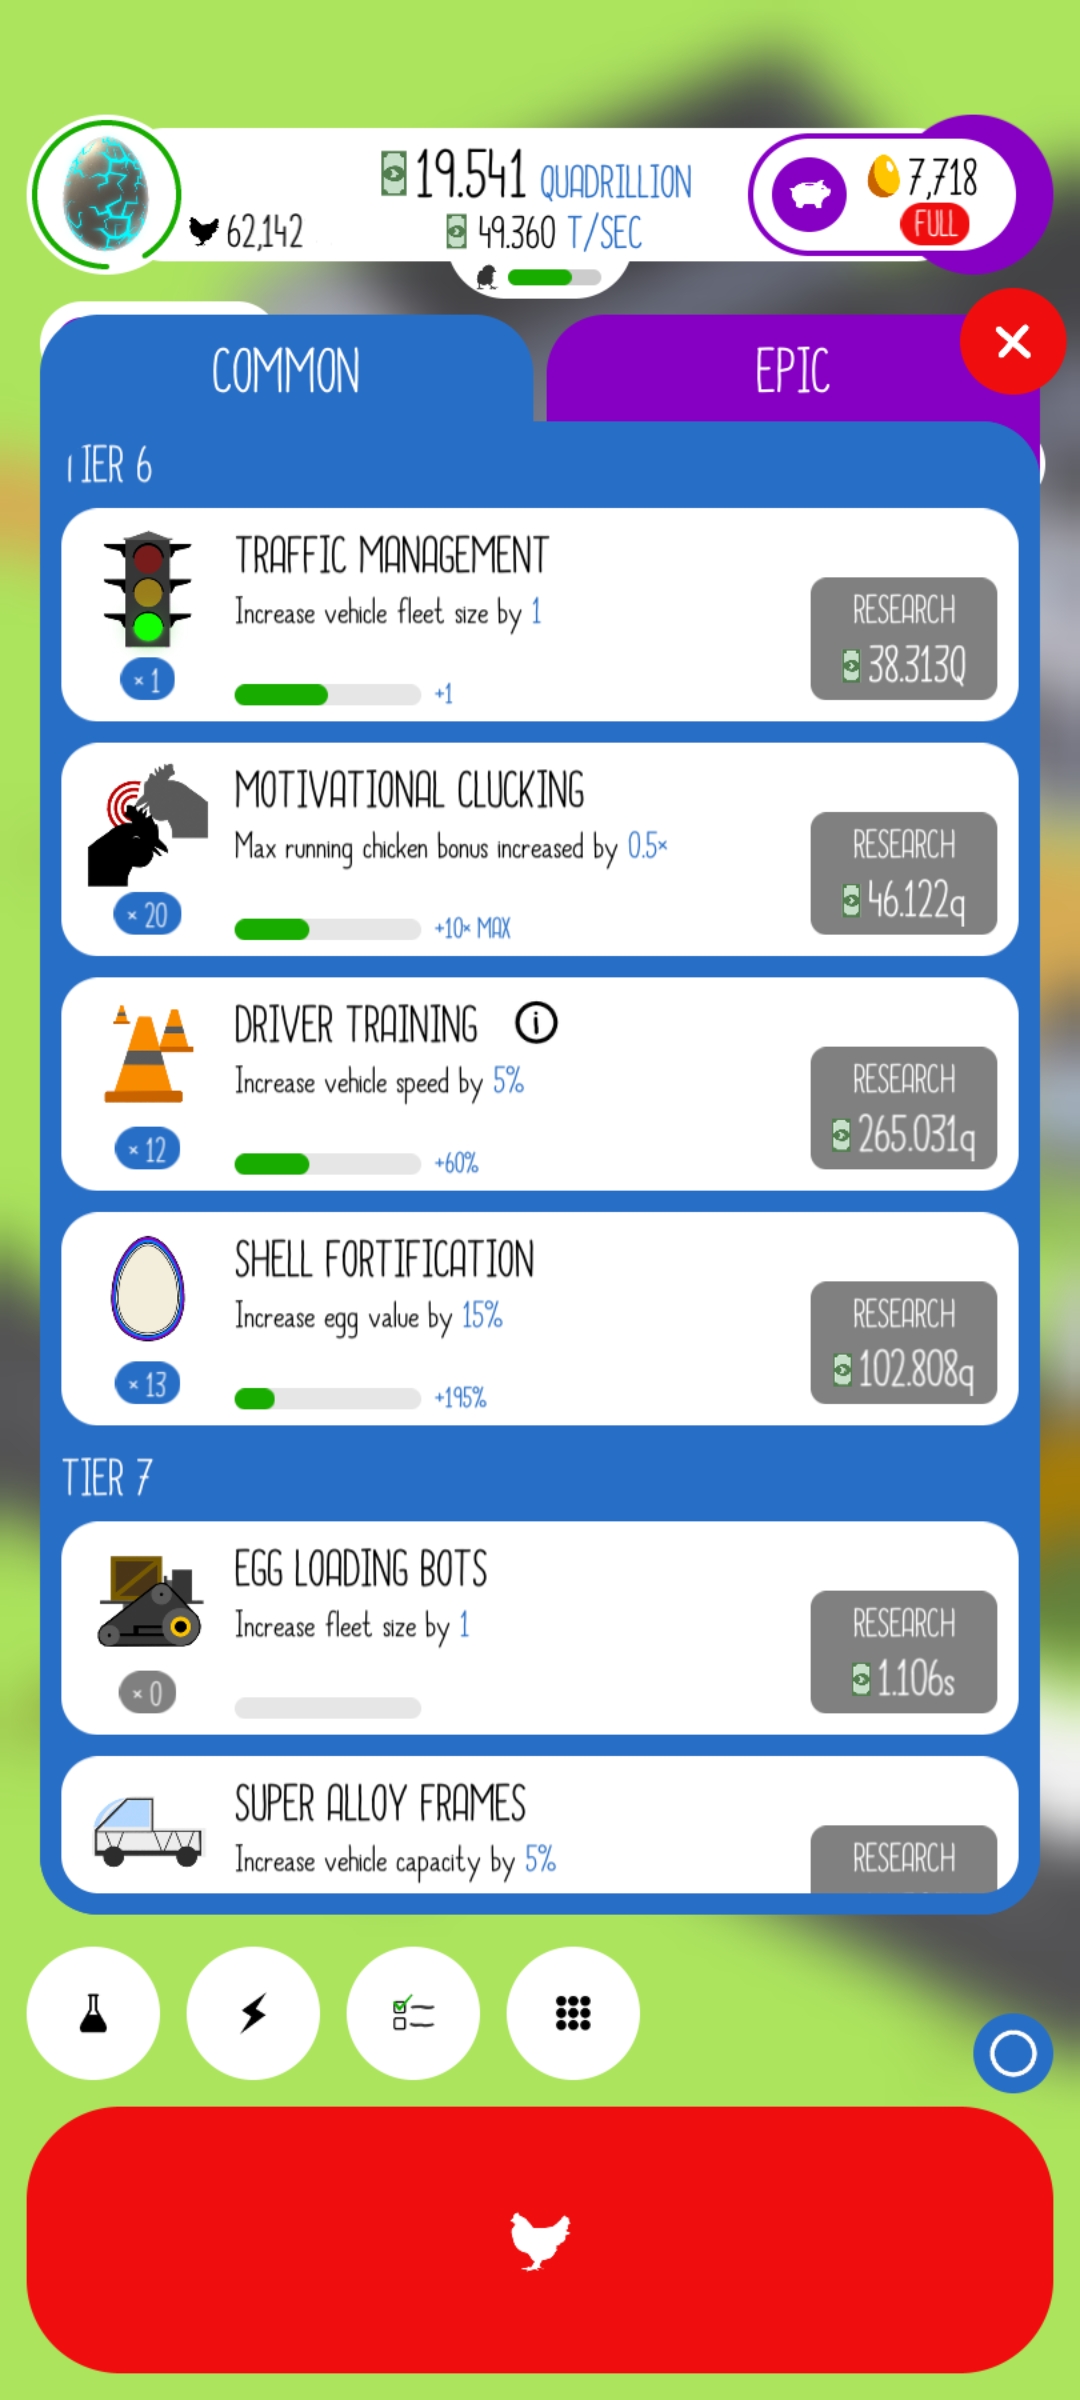 19.541 QUADRILLION
7,718
62,142
49.360 T/SEC
FULL
COMMON
EPIC
TIER 6
TRAFFIC MANAGEMENT
Increase vehicle fleet size by 1
RESEARCH
38.313Q
× 1
+1
MOTIVATIONAL CLUCKING
Max running chicken bonus increased by 0.5×
RESEARCH
46.122q
× 20
+10× MAX
DRIVER TRAINING
Increase vehicle speed by 5%
RESEARCH
265.031q
× 12
+60%
SHELL FORTIFICATION
Increase egg value by 15%
RESEARCH
102.808q
× 13
+195%
TIER 7
EGG LOADING BOTS
Increase fleet size by 1
RESEARCH
1.106s
× 0
SUPER ALLOY FRAMES
Increase vehicle capacity by 5%
RESEARCH